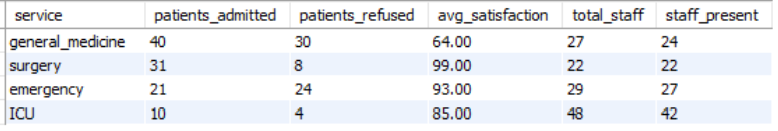 service patients_admitted patients_refused avg_satisfaction total_staff staff_present
general_medicine 40 30 64.00 27 24
surgery 31 8 99.00 22 22
emergency 21 24 93.00 29 27
ICU 10 4 85.00 48 42